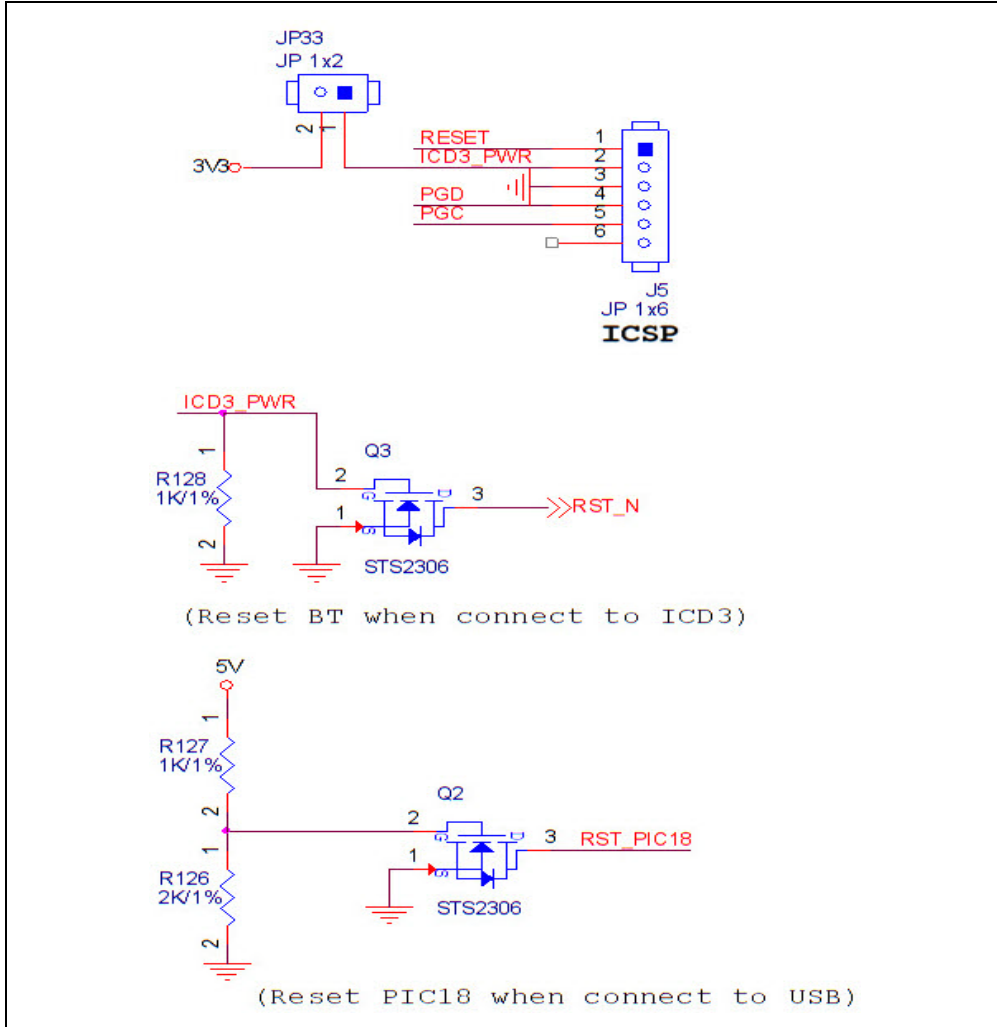 JP33
JP 1x2
2
1
3V3
RESET
1
ICD3_PWR
2
3
PGD
4
PGC
5
6
J5
JP 1x6
ICSP
ICD3_PWR
1
R128
1K/1%
2
Q3
2
G
D
3
RST_N
1
S
STS2306
(Reset BT when connect to ICD3)
5V
1
R127
1K/1%
2
Q2
2
G
D
3
RST_PIC18
1
S
1
R126
2K/1%
2
STS2306
(Reset PIC18 when connect to USB)